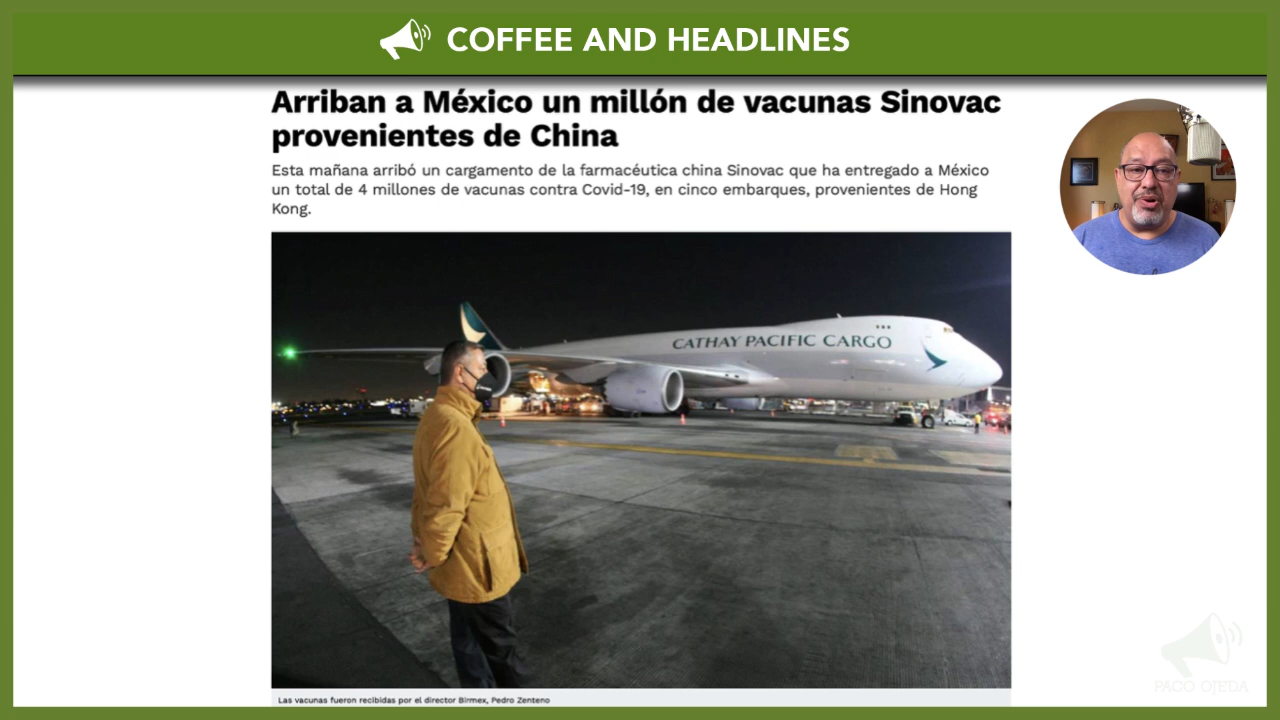 COFFEE AND HEADLINES
Arriban a México un millón de vacunas Sinovac
provenientes de China
Esta mañana arribó un cargamento de la farmacéutica china Sinovac que ha entregado a México
un total de 4 millones de vacunas contra Covid-19, en cinco embarques, provenientes de Hong
Kong.
CATHAY PACIFIC CARGO
Las vacunas fueron recibidas por el director Birmex, Pedro Zenteno
PACO OJEDA